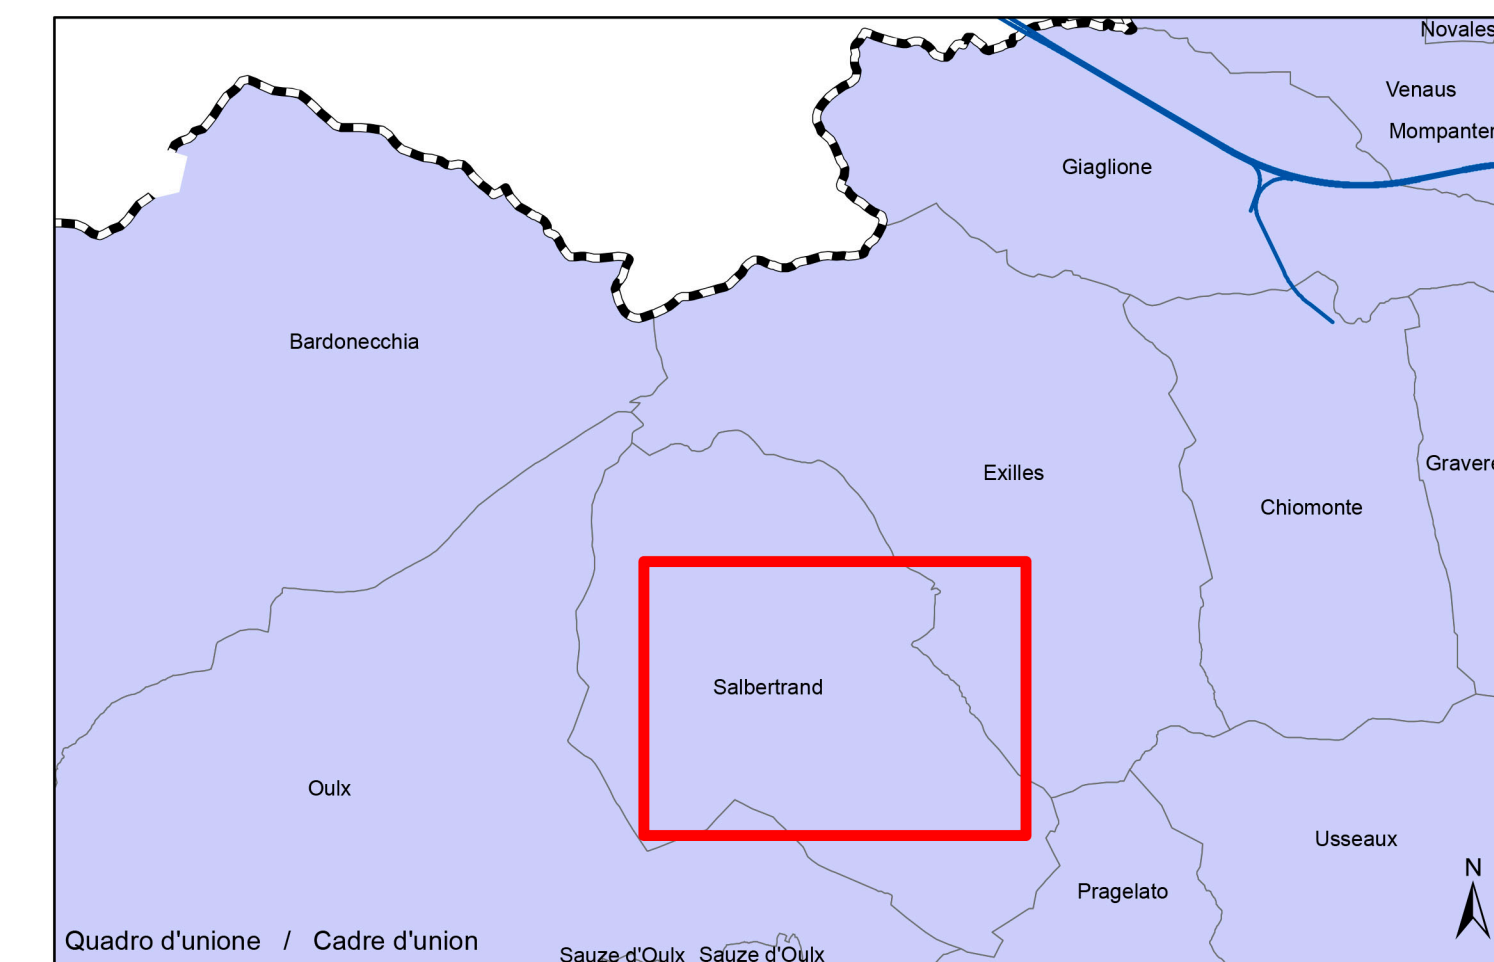 Novales
Venaus
Mompanter
Giaglione
Bardonecchia
Exilles
Gravere
Chiomonte
Salbertrand
Oulx
Usseaux
N
Pragelato
Quadro d'unione / Cadre d'union
Sauze d'Oulx Sauze d'Oulx